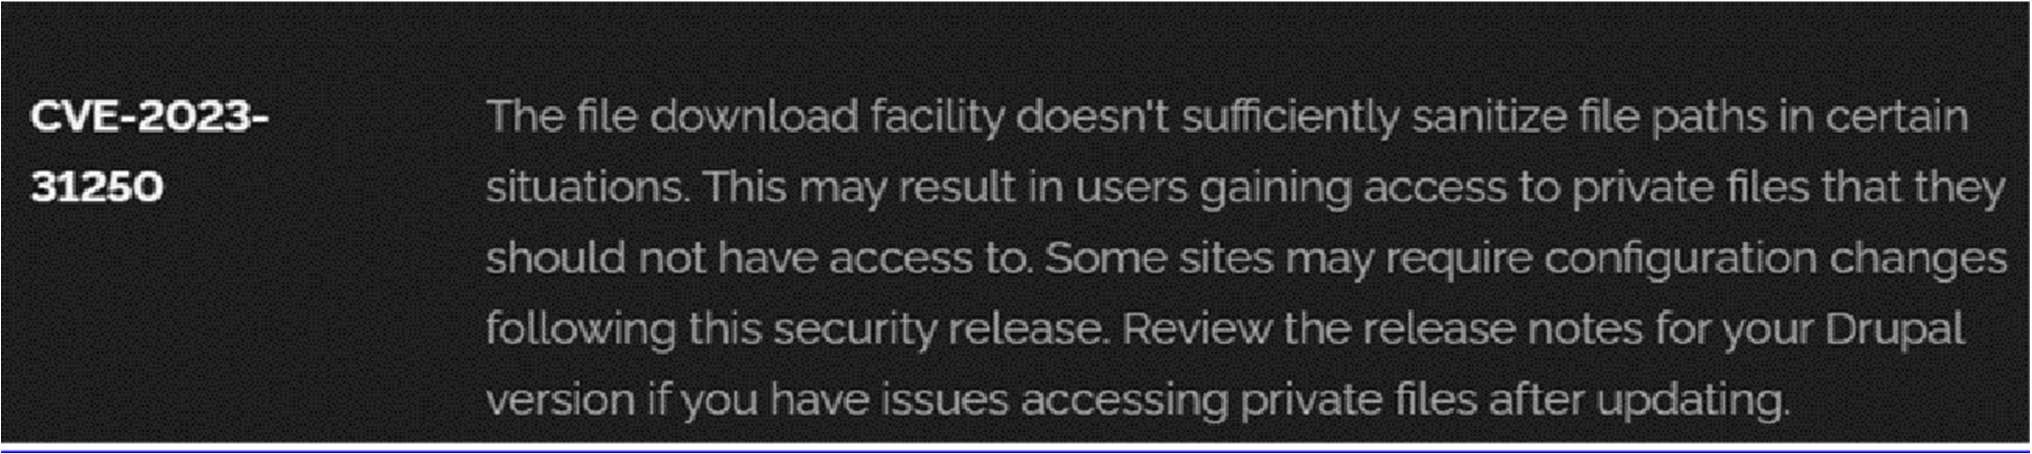 CVE-2023-
31250
The file download facility doesn't sufficiently sanitize file paths in certain
situations. This may result in users gaining access to private files that they
should not have access to. Some sites may require configuration changes
following this security release. Review the release notes for your Drupal
version if you have issues accessing private files after updating.